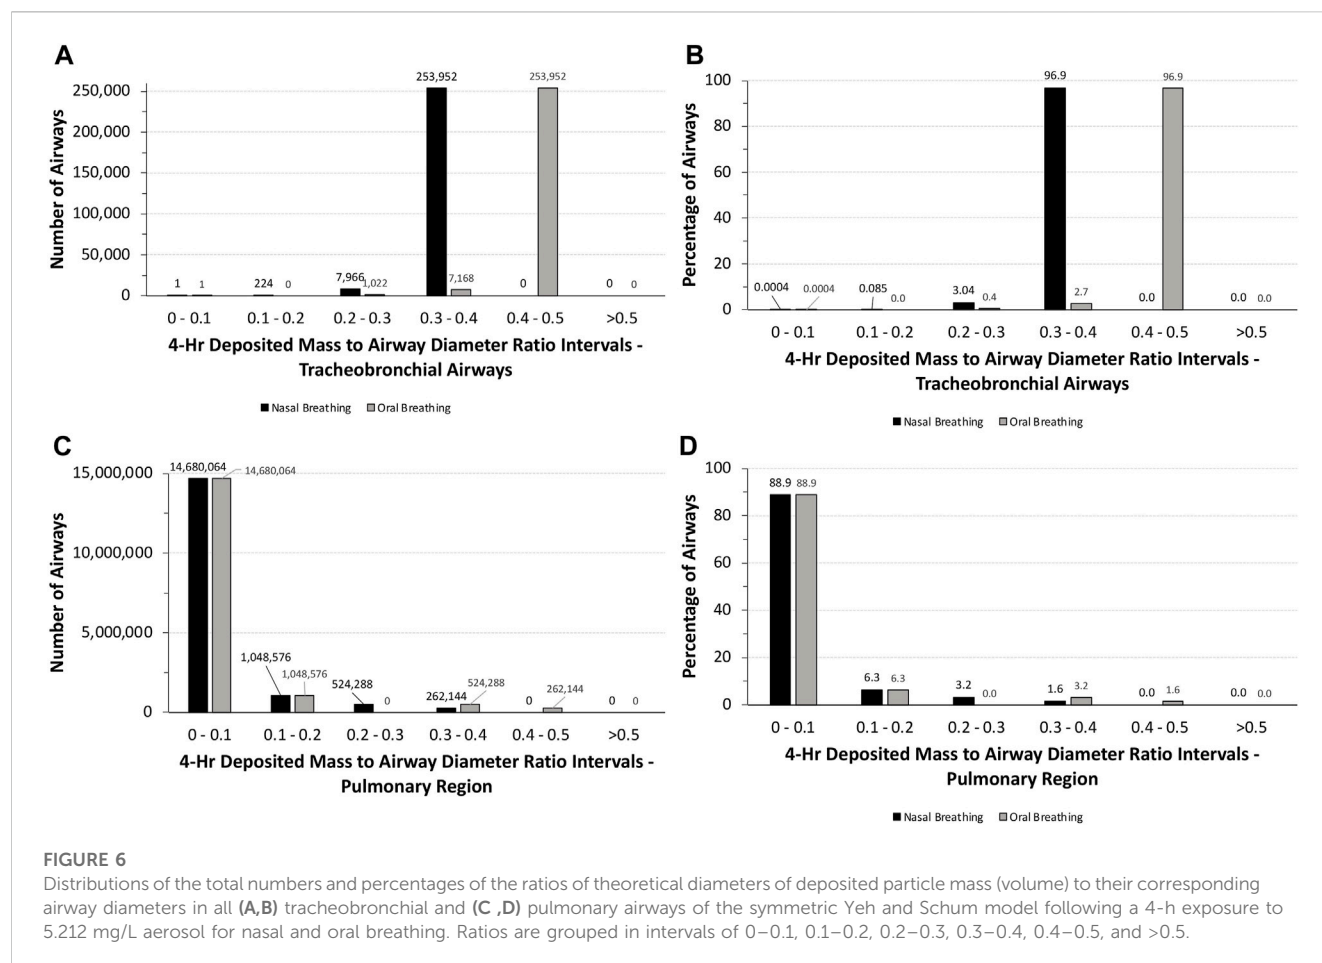 A
Number of Airways
250,000
200,000
150,000
100,000
50,000
0
1
1
224
0
7,966
1,022
253,952
7,168
0
253,952
0
0
0 - 0.1
0.1 - 0.2
0.2 - 0.3
0.3 - 0.4
0.4 - 0.5
>0.5
4-Hr Deposited Mass to Airway Diameter Ratio Intervals -
Tracheobronchial Airways
Nasal Breathing
Oral Breathing
B
Percentage of Airways
100
80
60
40
20
0
0.0004
0.0004
0.085
0.0
3.04
0.4
96.9
2.7
0.0
96.9
0.0
0.0
0 - 0.1
0.1 - 0.2
0.2 - 0.3
0.3 - 0.4
0.4 - 0.5
>0.5
4-Hr Deposited Mass to Airway Diameter Ratio Intervals -
Tracheobronchial Airways
Nasal Breathing
Oral Breathing
C
Number of Airways
15,000,000
10,000,000
5,000,000
0
14,680,064
14,680,064
1,048,576
1,048,576
524,288
0
262,144
524,288
0
262,144
0
0
0 - 0.1
0.1 - 0.2
0.2 - 0.3
0.3 - 0.4
0.4 - 0.5
>0.5
4-Hr Deposited Mass to Airway Diameter Ratio Intervals -
Pulmonary Region
D
Percentage of Airways
100
80
60
40
20
0
88.9
88.9
6.3
6.3
3.2
0.0
1.6
3.2
0.0
1.6
0.0
0.0
0 - 0.1
0.1 - 0.2
0.2 - 0.3
0.3 - 0.4
0.4 - 0.5
>0.5
4-Hr Deposited Mass to Airway Diameter Ratio Intervals -
Pulmonary Region
Nasal Breathing
Oral Breathing
FIGURE 6
Distributions of the total numbers and percentages of the ratios of theoretical diameters of deposited particle mass (volume) to their corresponding
airway diameters in all (A,B) tracheobronchial and (C ,D) pulmonary airways of the symmetric Yeh and Schum model following a 4-h exposure to
5.212 mg/L aerosol for nasal and oral breathing. Ratios are grouped in intervals of 0–0.1, 0.1–0.2, 0.2–0.3, 0.3–0.4, 0.4–0.5, and >0.5.